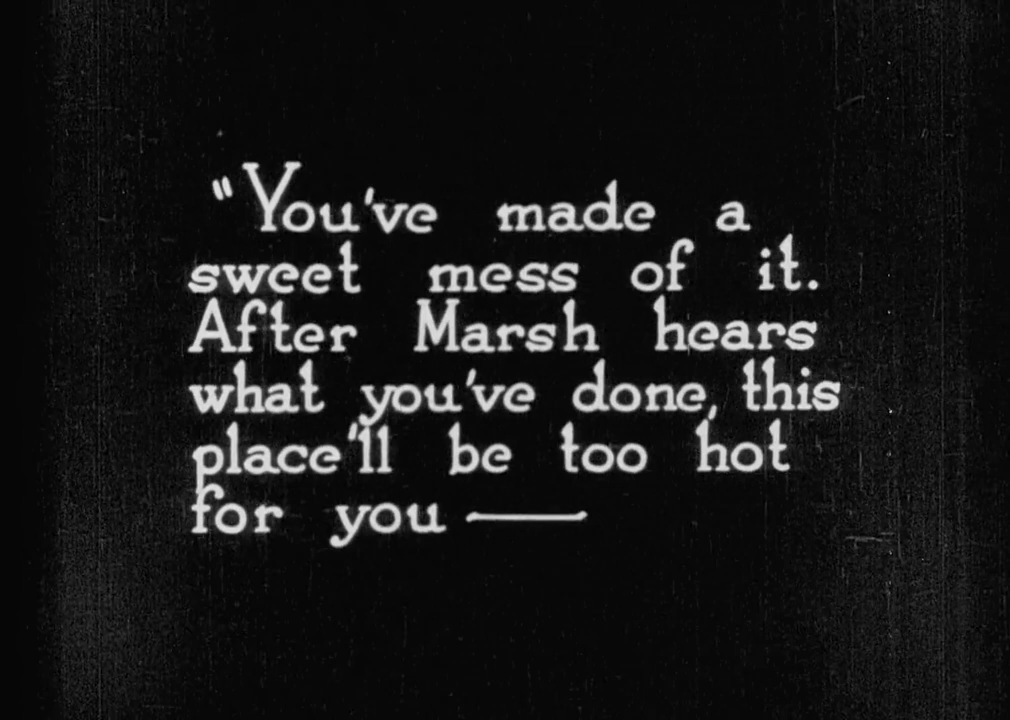 "You've made a
sweet mess of it.
After Marsh hears
what you've done, this
place'll be too hot
for you ——